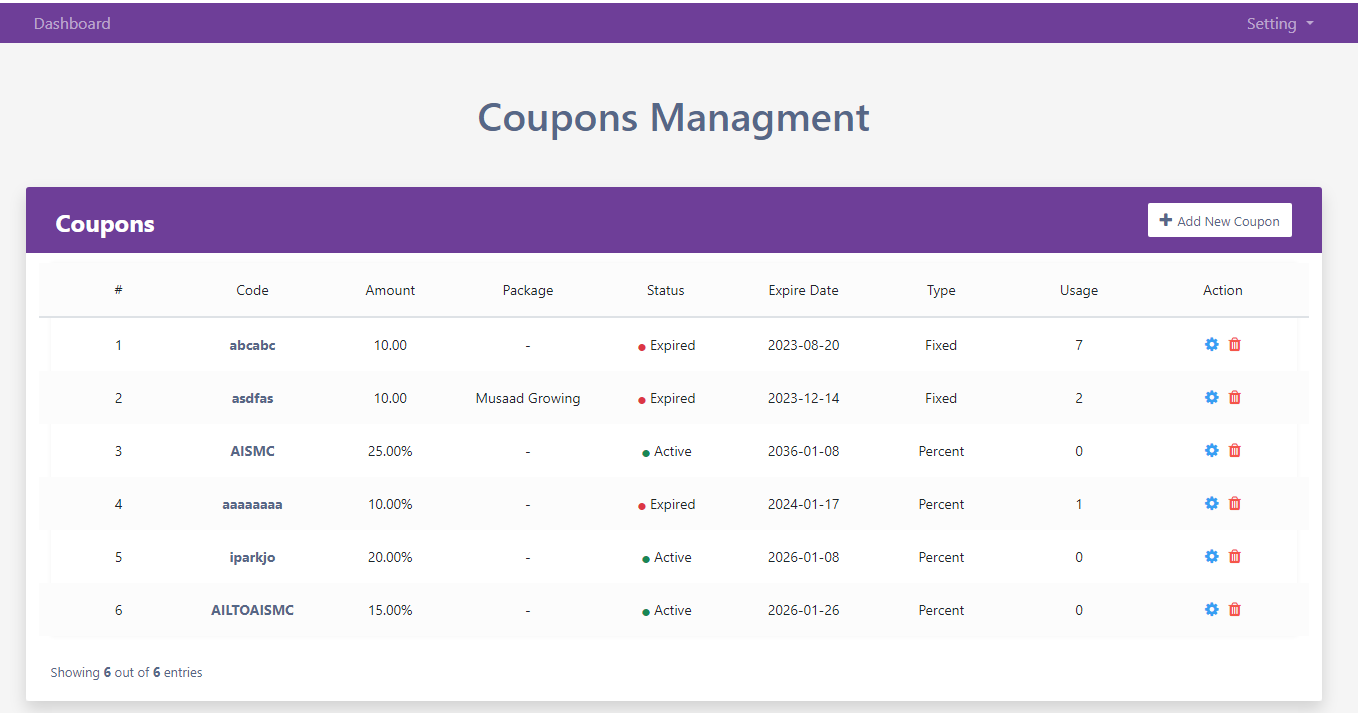 Dashboard Setting
Coupons Managment
Coupons Add New Coupon
# Code Amount Package Status Expire Date Type Usage Action
1 abcabc 10.00 - Expired 2023-08-20 Fixed 7
2 asdfas 10.00 Musaad Growing Expired 2023-12-14 Fixed 2
3 AISMC 25.00% - Active 2036-01-08 Percent 0
4 aaaaaaaa 10.00% - Expired 2024-01-17 Percent 1
5 iparkjo 20.00% - Active 2026-01-08 Percent 0
6 AILTOAISMC 15.00% - Active 2026-01-26 Percent 0
Showing 6 out of 6 entries